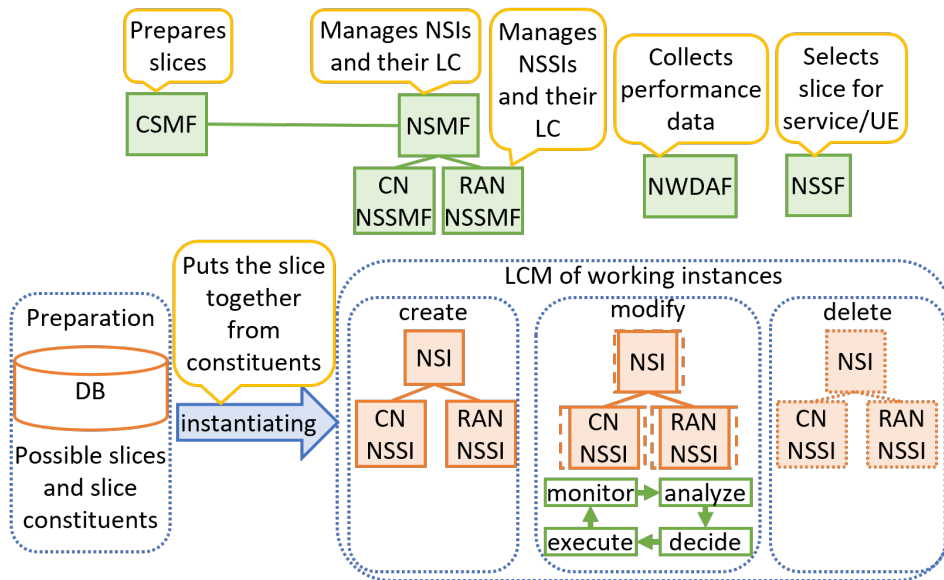 Prepares
slices
Manages NSIs
and their LC
Manages
NSSIs
and their
LC
Collects
performance
data
Selects
slice for
service/UE
CSMF
NSMF
CN
NSSMF
RAN
NSSMF
NWDAF
NSSF
Puts the slice
together
from
constituents
LCM of working instances
Preparation
DB
Possible slices
and slice
constituents
instantiating
create
NSI
CN
NSSI
RAN
NSSI
modify
NSI
CN
NSSI
RAN
NSSI
monitor
analyze
execute
decide
delete
NSI
CN
NSSI
RAN
NSSI